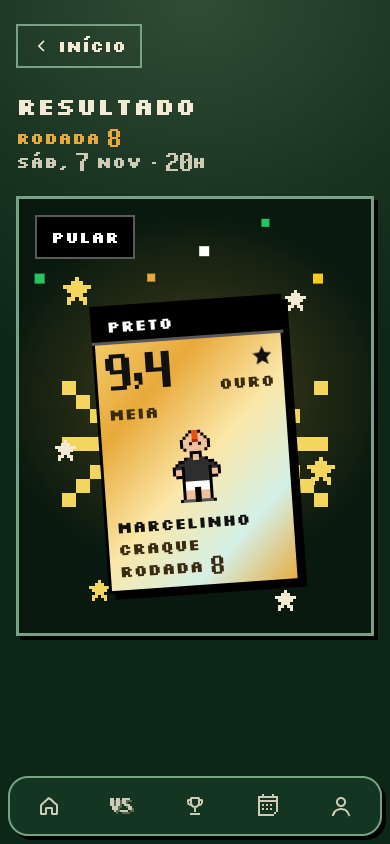 INÍCIO
RESULTADO
RODADA 8
SÁB, 7 NOV · 20H
PULAR
PRETO
9,4
OURO
MEIA
MARCELINHO
CRAQUE
RODADA 8
VS